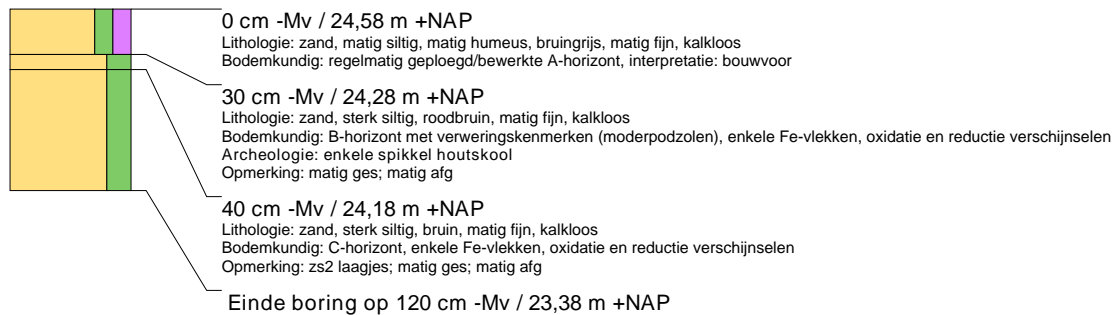 0 cm -Mv / 24,58 m +NAP
Lithologie: zand, matig siltig, matig humeus, bruingrijs, matig fijn, kalkloos
Bodemkundig: regelmatig geploegd/bewerkte A-horizont, interpretatie: bouwvoor
30 cm -Mv / 24,28 m +NAP
Lithologie: zand, sterk siltig, roodbruin, matig fijn, kalkloos
Bodemkundig: B-horizont met verweringskenmerken (moderpodzolen), enkele Fe-vlekken, oxidatie en reductie verschijnselen
Archeologie: enkele spikkel houtskool
Opmerking: matig ges; matig afg
40 cm -Mv / 24,18 m +NAP
Lithologie: zand, sterk siltig, bruin, matig fijn, kalkloos
Bodemkundig: C-horizont, enkele Fe-vlekken, oxidatie en reductie verschijnselen
Opmerking: zs2 laagjes; matig ges; matig afg
Einde boring op 120 cm -Mv / 23,38 m +NAP